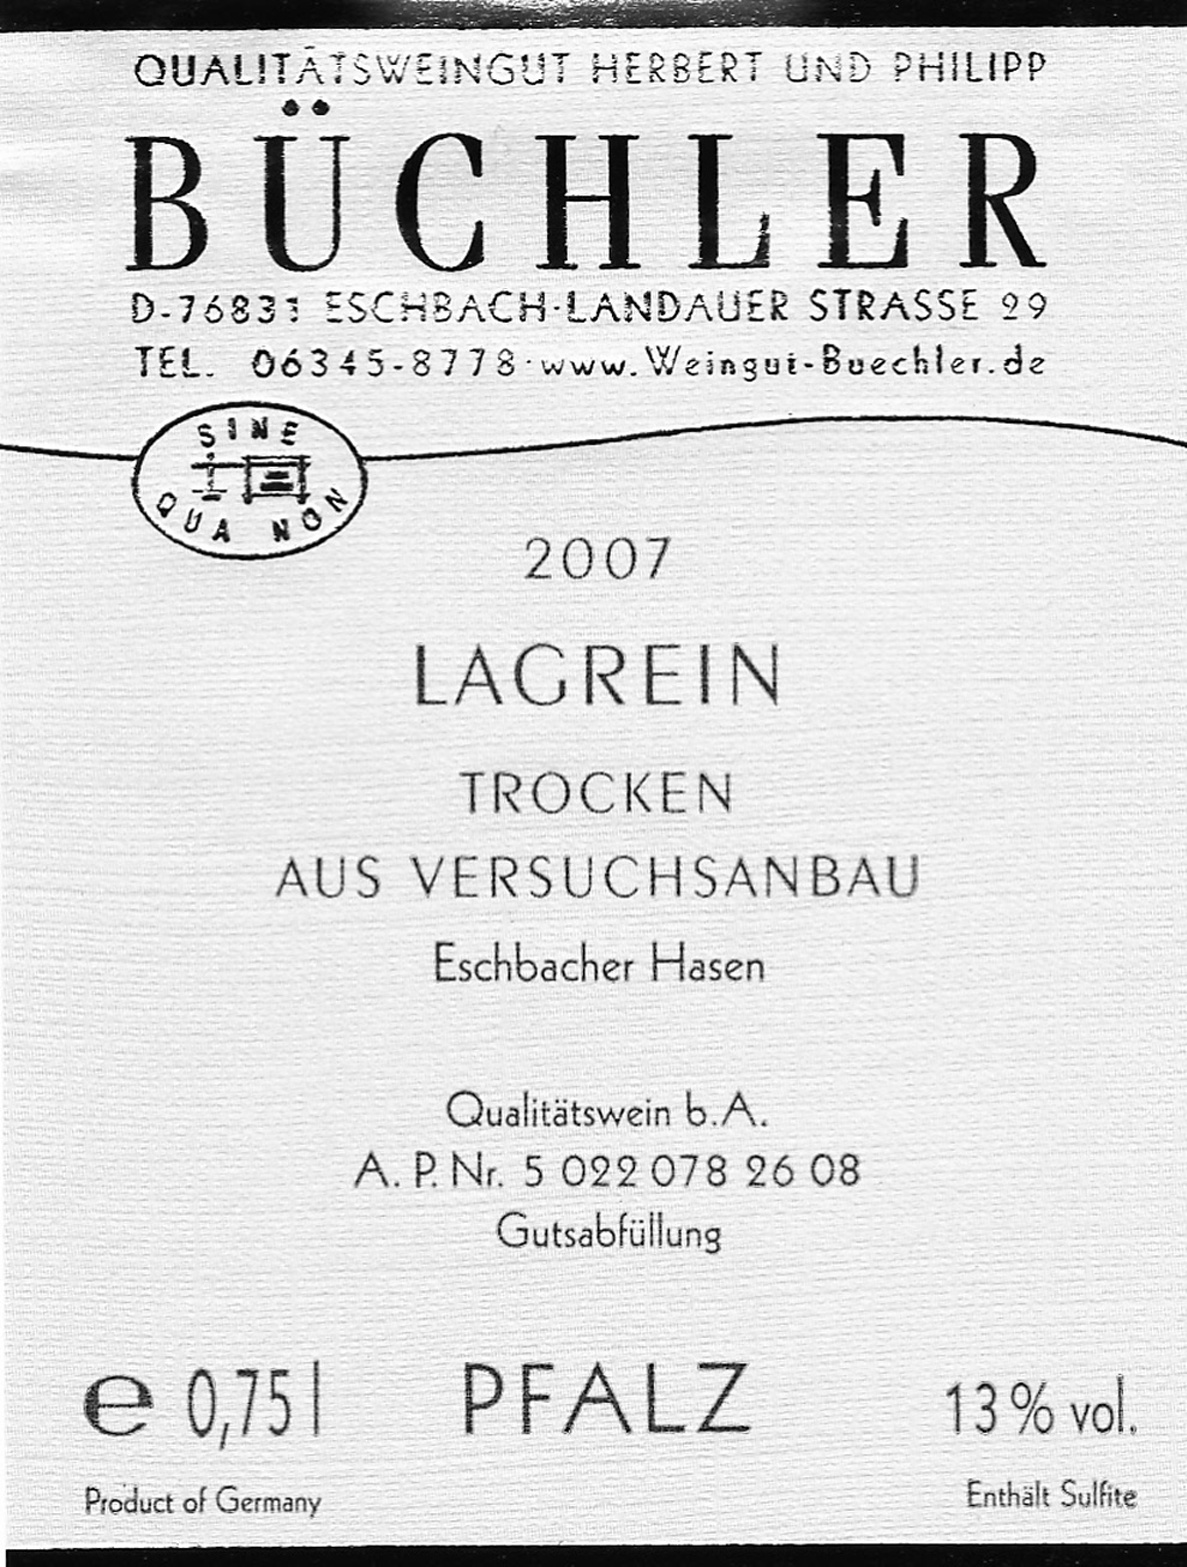 QUALITÄTSWEINGUT HERBERT UND PHILIPP
BÜCHLER
D-76831 ESCHBACH·LANDAUER STRASSE 29
TEL. 06345-8778·www.Weingut-Buechler.de
SINE
QUA NON
2007
LAGREIN
TROCKEN
AUS VERSUCHSANBAU
Eschbacher Hasen
Qualitätswein b.A.
A. P. Nr. 5 022 078 26 08
Gutsabfüllung
e 0,75 l PFALZ 13 % vol.
Product of Germany Enthält Sulfite